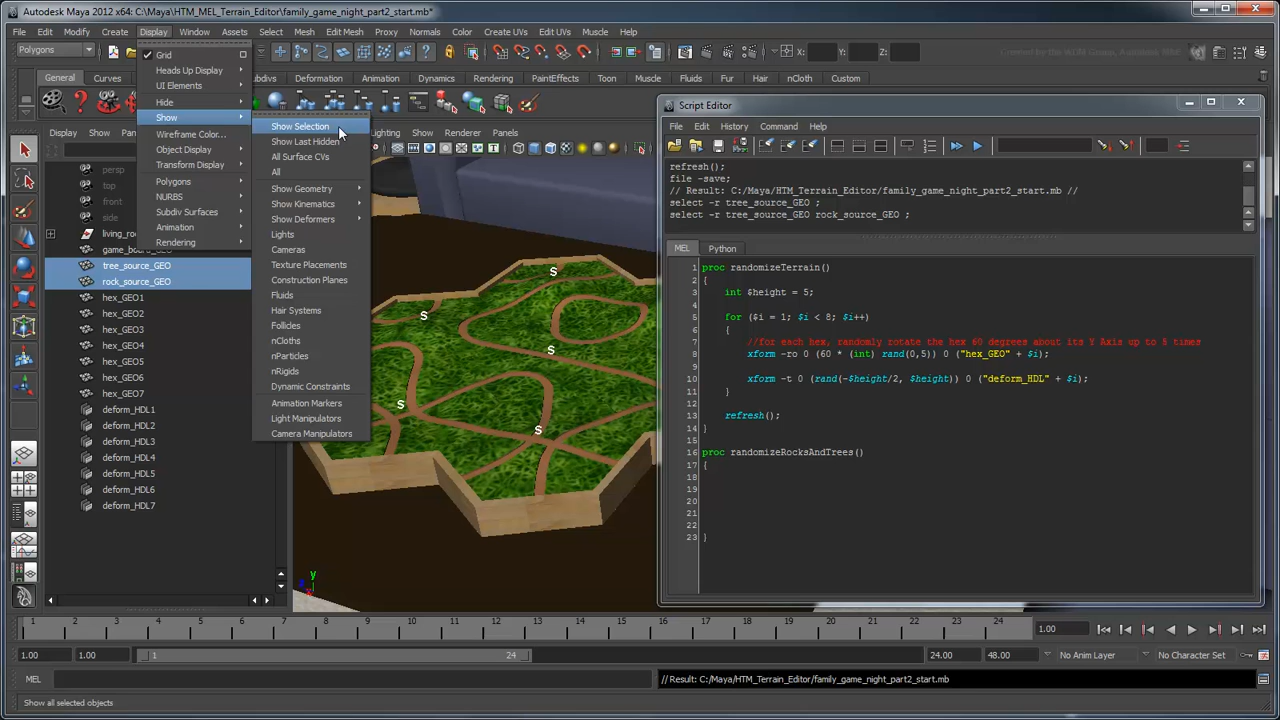 Autodesk Maya 2012 x64: C:\Maya\HTM_MEL_Terrain_Editor\family_game_night_part2_start.mb*
File Edit Modify Create Display Window Assets Select Mesh Edit Mesh Proxy Normals Color Create UVs Edit UVs Muscle Help
Polygons
X: Y: Z:
General Curves Subdivs Deformation Animation Dynamics Rendering PaintEffects Toon Muscle Fluids Fur Hair nCloth Custom
Display Show Lighting Show Renderer Panels
Grid
Heads Up Display
UI Elements
Hide
Show
Wireframe Color...
Object Display
Transform Display
Polygons
NURBS
Subdiv Surfaces
Animation
Rendering
Show Selection
Show Last Hidden
All Surface CVs
All
Show Geometry
Show Kinematics
Show Deformers
Lights
Cameras
Texture Placements
Construction Planes
Fluids
Hair Systems
Follicles
nCloths
nParticles
nRigids
Dynamic Constraints
Animation Markers
Light Manipulators
Camera Manipulators
persp
top
front
side
tree_source_GEO
rock_source_GEO
hex_GEO1
hex_GEO2
hex_GEO3
hex_GEO4
hex_GEO5
hex_GEO6
hex_GEO7
deform_HDL1
deform_HDL2
deform_HDL3
deform_HDL4
deform_HDL5
deform_HDL6
deform_HDL7
S
S
S
S
S
y
x
Script Editor
File Edit History Command Help
refresh();
file -save;
// Result: C:/Maya/HTM_Terrain_Editor/family_game_night_part2_start.mb //
select -r tree_source_GEO ;
select -r tree_source_GEO rock_source_GEO ;
MEL Python
1 proc randomizeTerrain()
2 {
3 int $height = 5;
4
5 for ($i = 1; $i < 8; $i++)
6 {
7 //for each hex, randomly rotate the hex 60 degrees about its Y Axis up to 5 times
8 xform -ro 0 (60 * (int) rand(0,5)) 0 ("hex_GEO" + $i);
9
10 xform -t 0 (rand(-$height/2, $height)) 0 ("deform_HDL" + $i);
11 }
12
13 refresh();
14 }
15
16 proc randomizeRocksAndTrees()
17 {
18
19
20
21
22
23 }
1 2 3 4 5 6 7 8 9 10 11 12 13 14 15 16 17 18 19 20 21 22 23 24 1.00
1.00 1.00 1 24 24.00 48.00 No Anim Layer No Character Set
MEL // Result: C:/Maya/HTM_Terrain_Editor/family_game_night_part2_start.mb
Show all selected objects